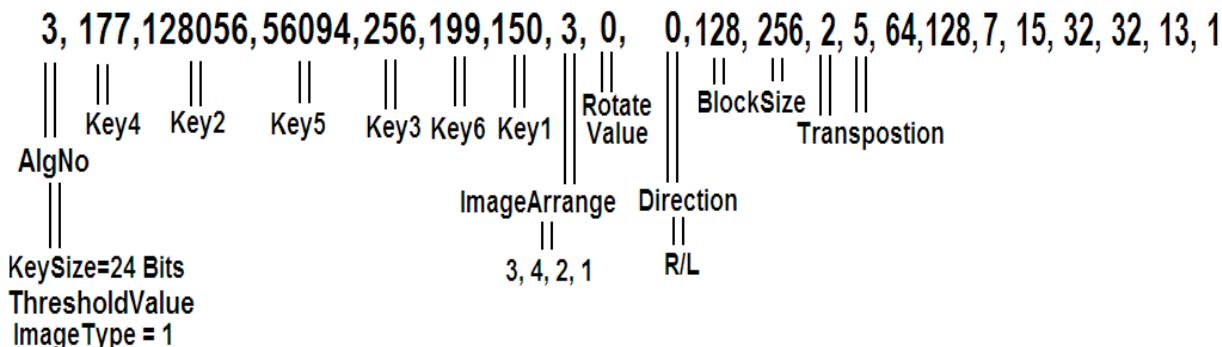 3, 177,128056,56094,256,199,150, 3, 0, 0,128, 256, 2, 5, 64,128,7, 15, 32, 32, 13, 1
Key4 Key2 Key5 Key3 Key6 Key1 Rotate Value BlockSize Transpostion
AlgNo
ImageArrange Direction
3, 4, 2, 1 R/L
KeySize=24 Bits
ThresholdValue
ImageType = 1